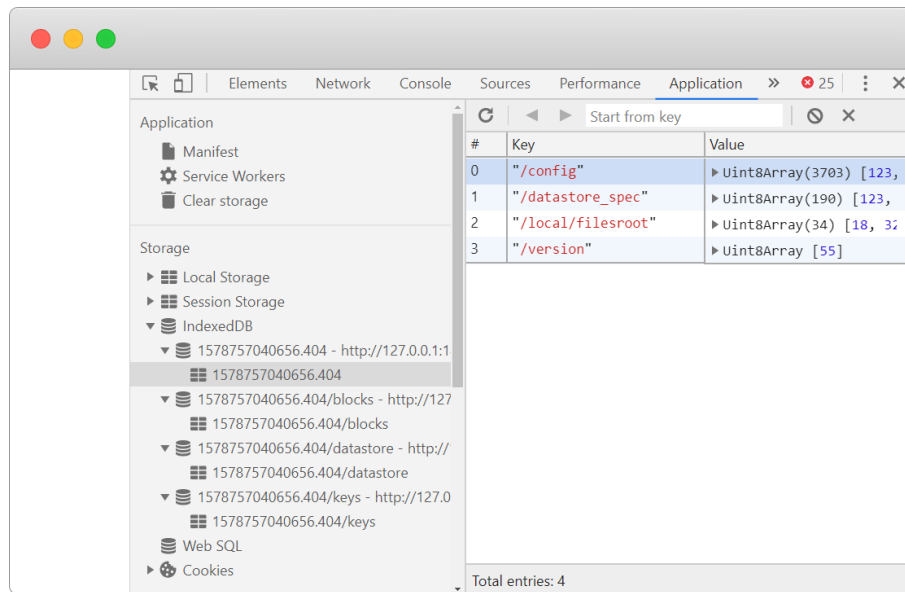 Elements Network Console Sources Performance Application » 25
Application
Manifest
Service Workers
Clear storage
Storage
Local Storage
Session Storage
IndexedDB
1578757040656.404 - http://127.0.0.1:1
1578757040656.404
1578757040656.404/blocks - http://127
1578757040656.404/blocks
1578757040656.404/datastore - http://
1578757040656.404/datastore
1578757040656.404/keys - http://127.0
1578757040656.404/keys
Web SQL
Cookies
Start from key
# Key Value
0 "/config" Uint8Array(3703) [123,
1 "/datastore_spec" Uint8Array(190) [123,
2 "/local/filesroot" Uint8Array(34) [18, 32
3 "/version" Uint8Array [55]
Total entries: 4